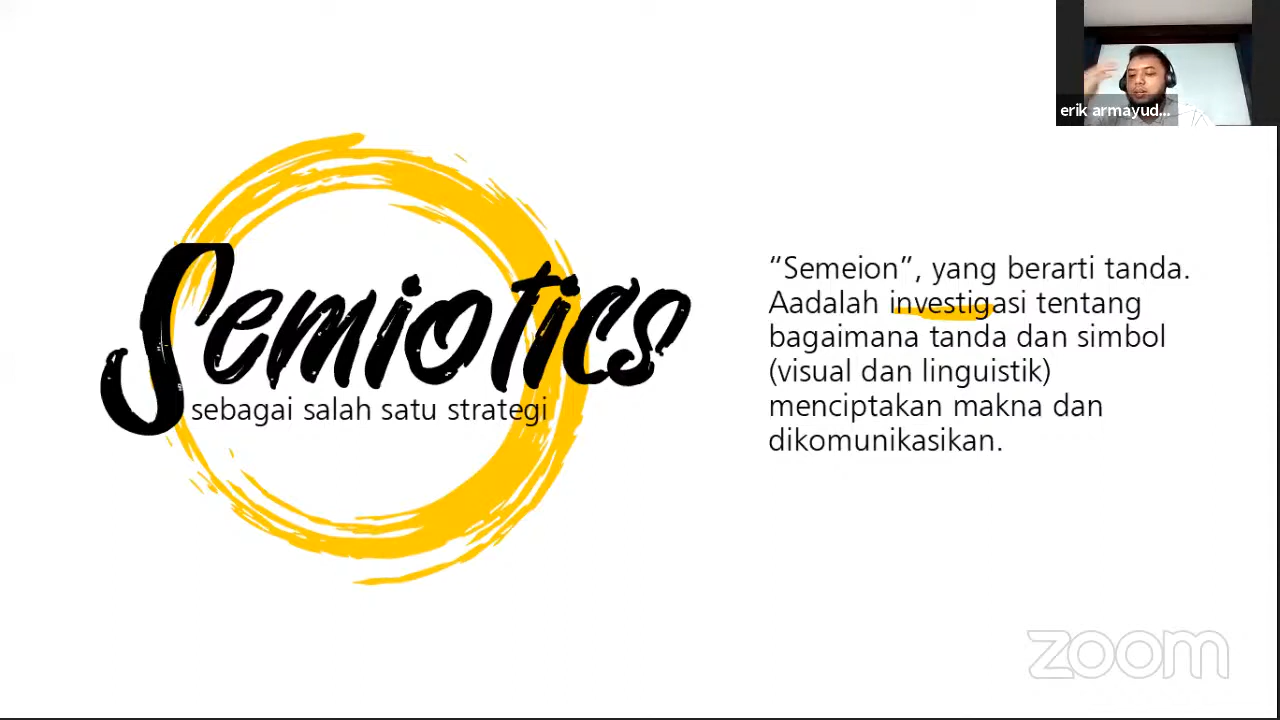 erik armayud...
Semiotics
sebagai salah satu strategi
“Semeion”, yang berarti tanda.
Aadalah investigasi tentang
bagaimana tanda dan simbol
(visual dan linguistik)
menciptakan makna dan
dikomunikasikan.
zoom